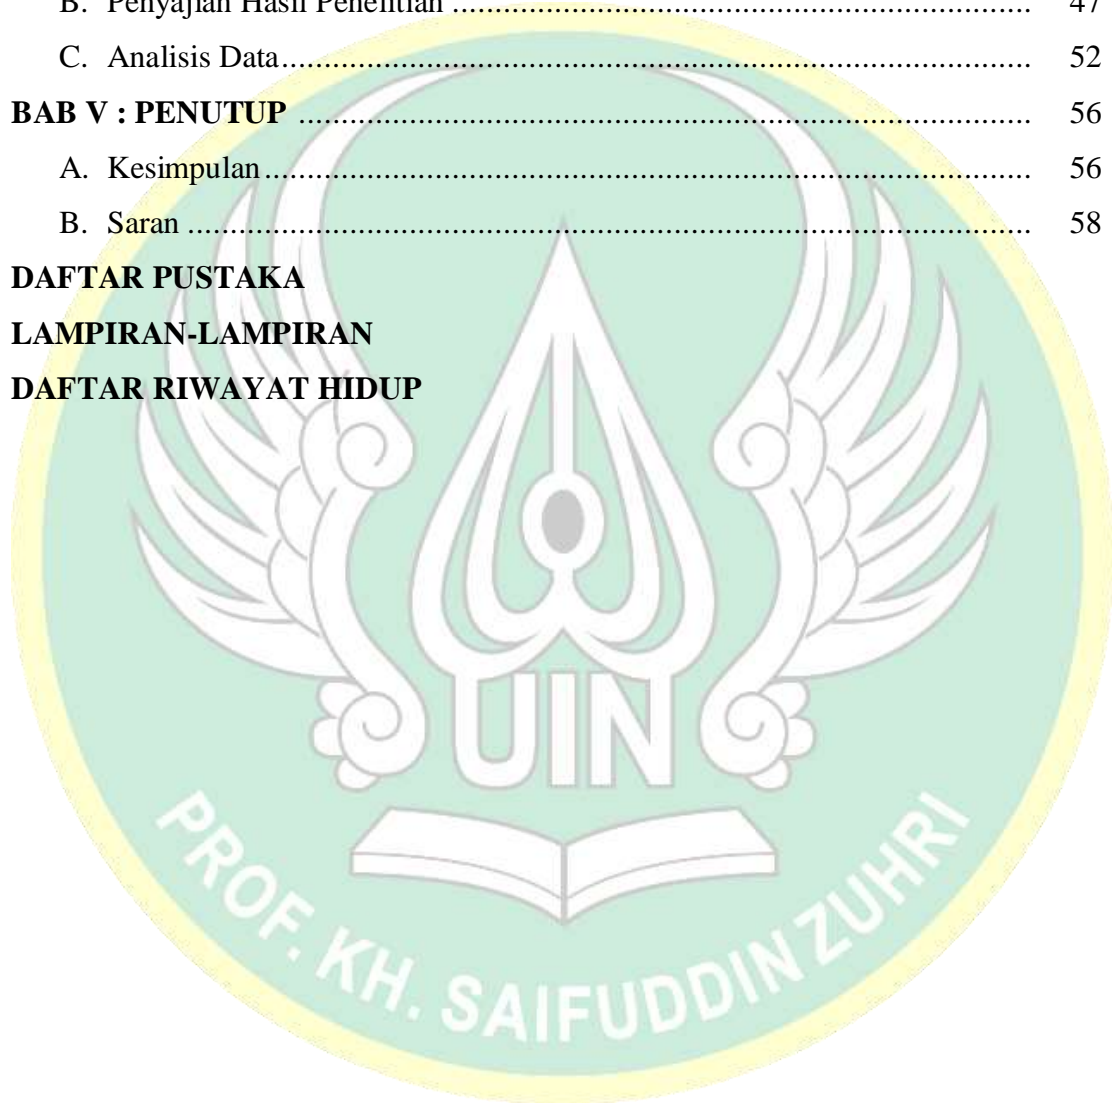 B. Penyajian Hasil Penelitian ........................................................................ 47
C. Analisis Data............................................................................................. 52
BAB V : PENUTUP .......................................................................................... 56
A. Kesimpulan............................................................................................... 56
B. Saran ........................................................................................................ 58
DAFTAR PUSTAKA
LAMPIRAN-LAMPIRAN
DAFTAR RIWAYAT HIDUP
UIN
PROF. KH. SAIFUDDIN ZUHRI